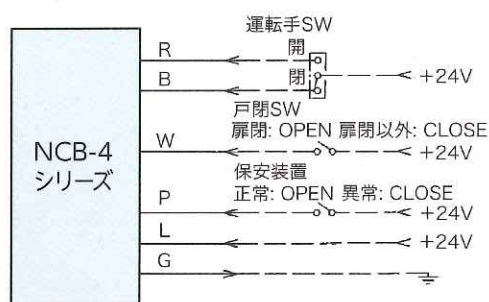 運転手SW
R
開
B
閉
+24V
戸閉SW
扉閉: OPEN 扉閉以外: CLOSE
W
+24V
NCB-4
シリーズ
保安装置
正常: OPEN 異常: CLOSE
P
+24V
L
+24V
G